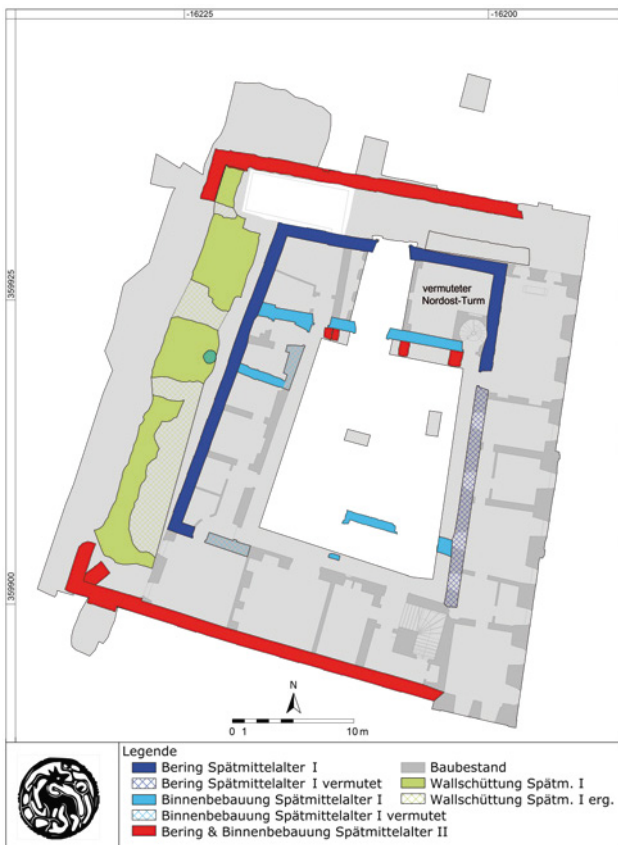 -16225
-16200
359925
vermuteter
Nordost-Turm
359900
N
0 1 10 m
Legende
Bering Spätmittelalter I
Bering Spätmittelalter I vermutet
Binnenbebauung Spätmittelalter I
Binnenbebauung Spätmittelalter I vermutet
Bering & Binnenbebauung Spätmittelalter II
Baubestand
Wallschüttung Spätm. I
Wallschüttung Spätm. I erg.